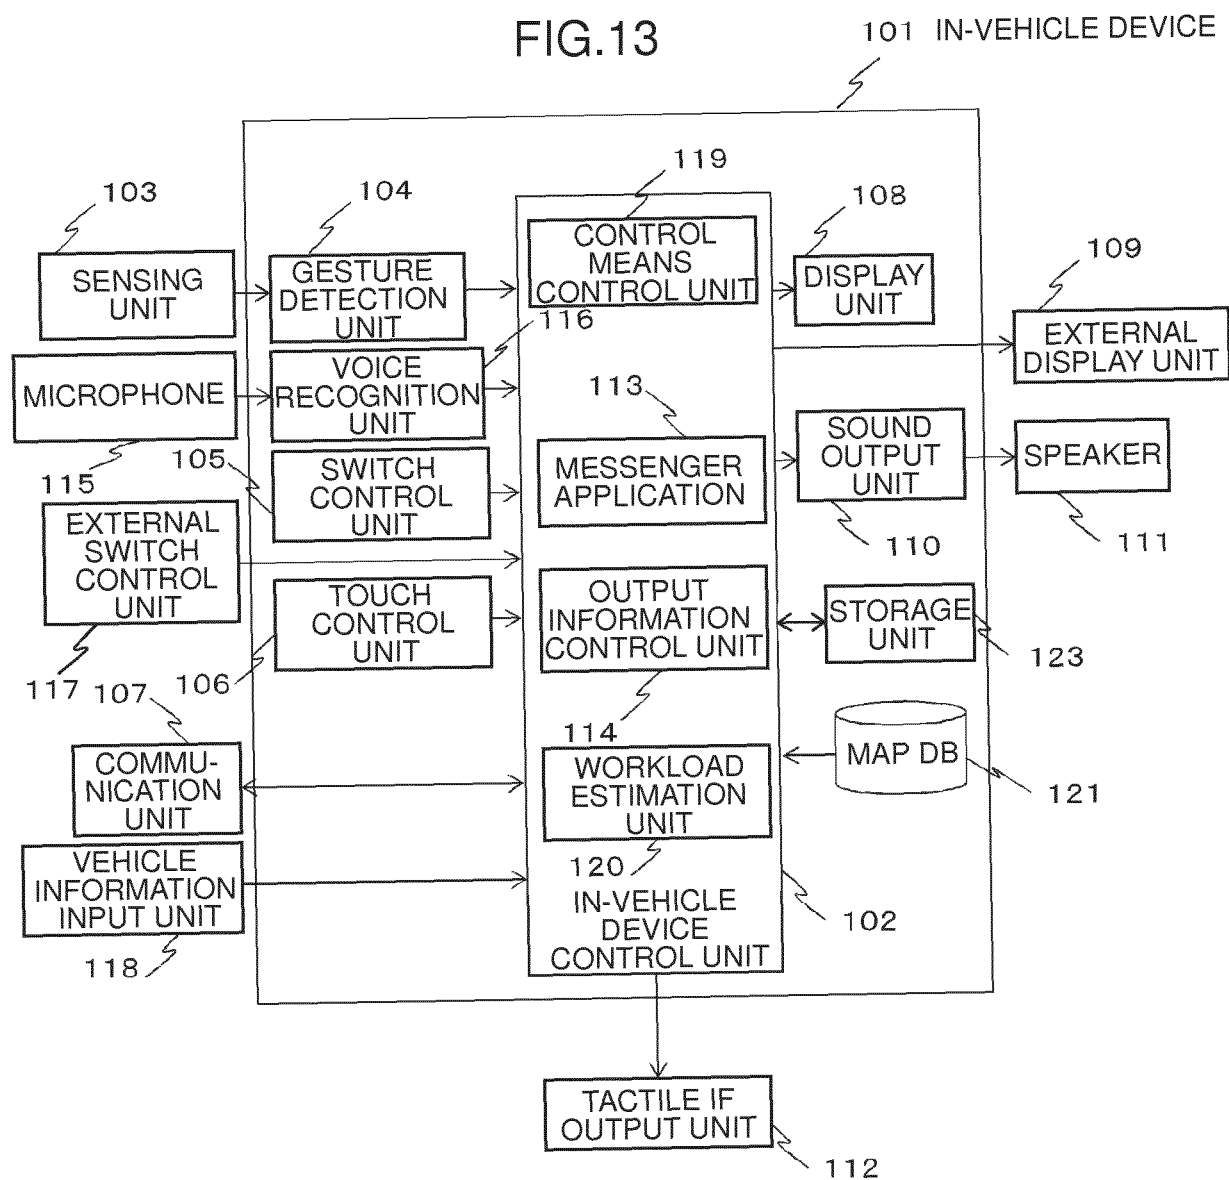 FIG.13
101 IN-VEHICLE DEVICE
119
103
104
108
109
CONTROL
MEANS
CONTROL UNIT
SENSING
UNIT
GESTURE
DETECTION
UNIT
DISPLAY
UNIT
116
EXTERNAL
DISPLAY UNIT
MICROPHONE
VOICE
RECOGNITION
UNIT
113
115
105
SWITCH
CONTROL
UNIT
MESSENGER
APPLICATION
SOUND
OUTPUT
UNIT
SPEAKER
110
111
EXTERNAL
SWITCH
CONTROL
UNIT
TOUCH
CONTROL
UNIT
OUTPUT
INFORMATION
CONTROL UNIT
STORAGE
UNIT
123
117
106
107
114
COMMU-
NICATION
UNIT
WORKLOAD
ESTIMATION
UNIT
MAP DB
121
120
VEHICLE
INFORMATION
INPUT UNIT
118
IN-VEHICLE
DEVICE
CONTROL UNIT
102
TACTILE IF
OUTPUT UNIT
112